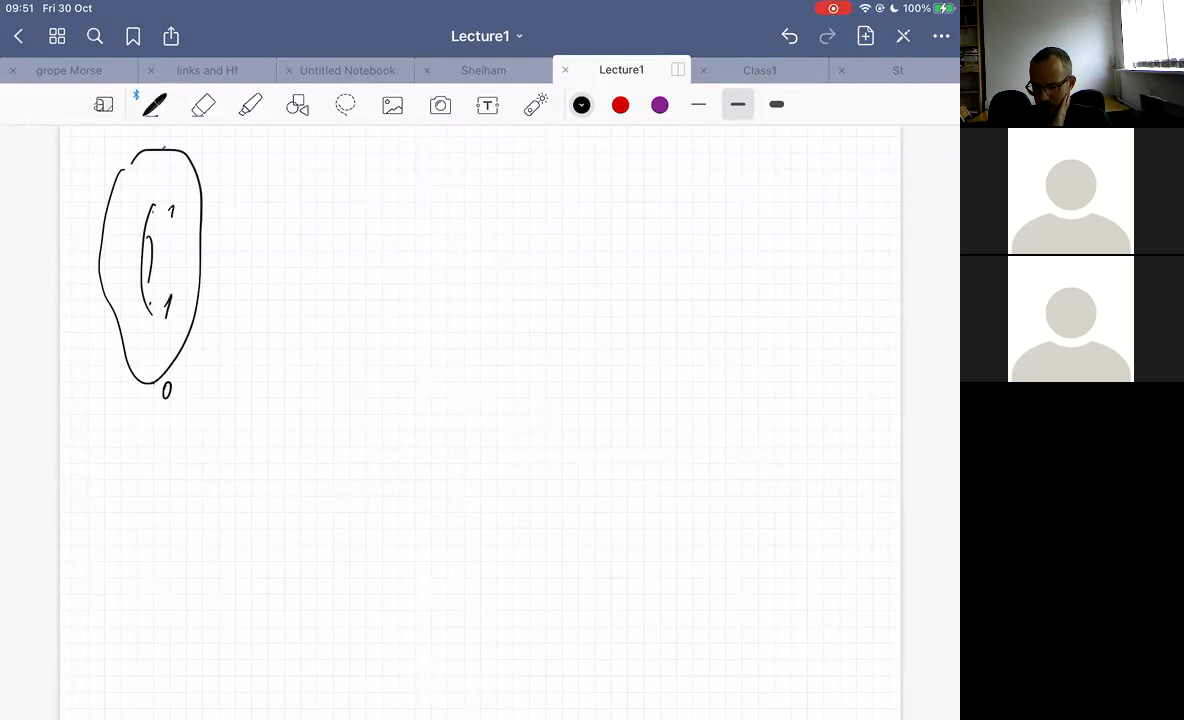 09:51 Fri 30 Oct
100%
Lecture1
grope Morse
links and Hf
Untitled Notebook
Sheiham
Lecture1
Class1
St
T
1
1
0